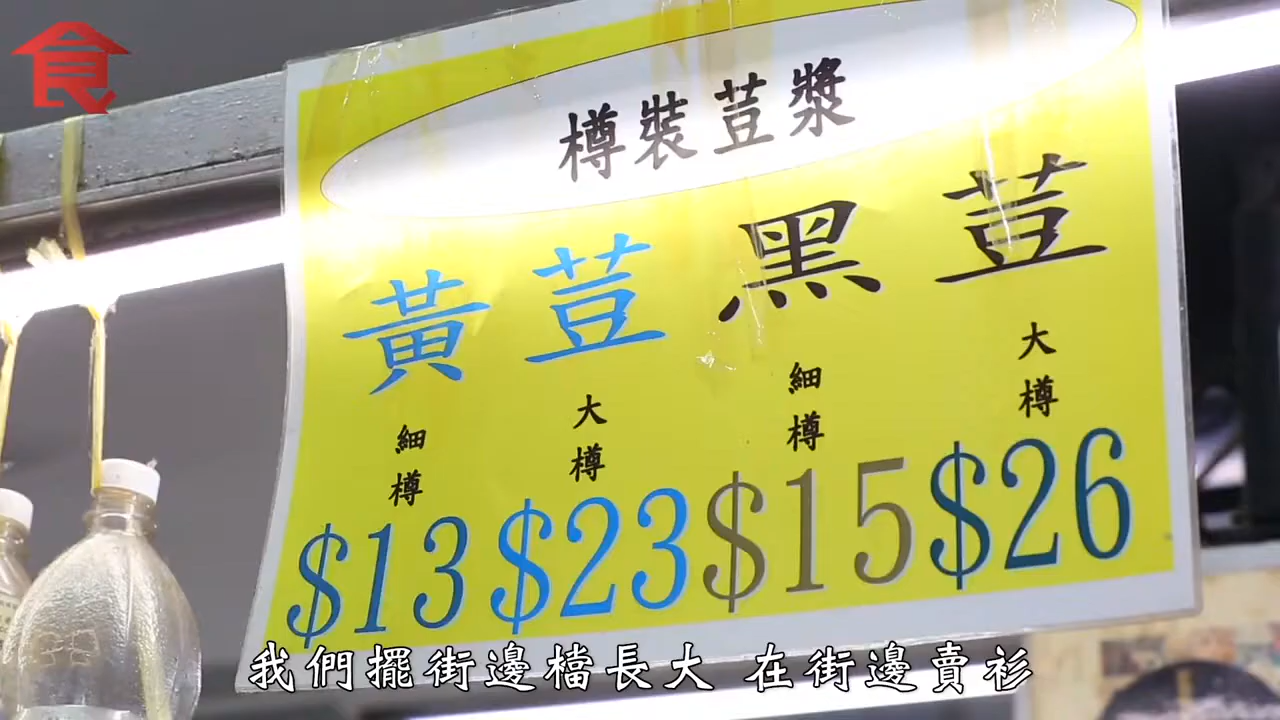 食
樽裝荳漿
黃荳 黑荳
細樽 大樽 細樽 大樽
$13 $23 $15 $26
我們擺街邊檔長大 在街邊賣衫